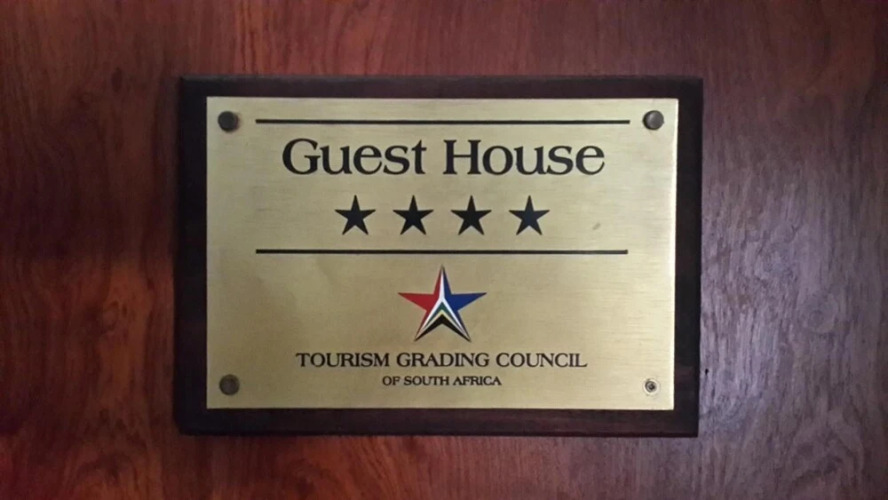 Guest House
TOURISM GRADING COUNCIL
OF SOUTH AFRICA